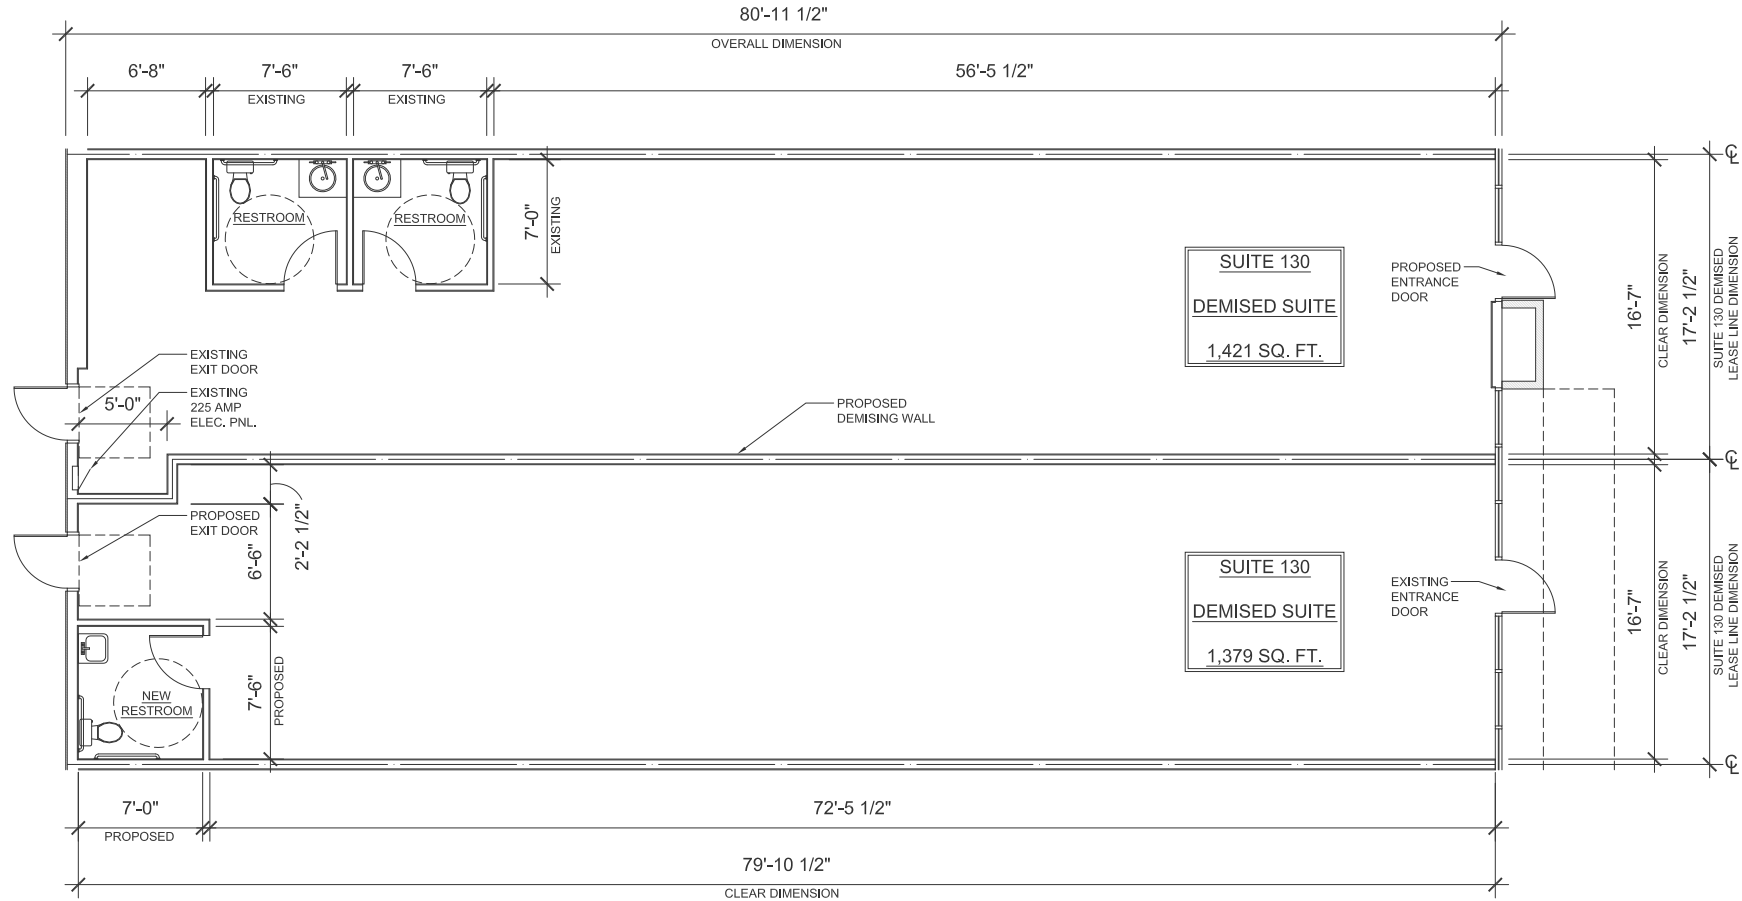 80'-11 1/2"
OVERALL DIMENSION
6'-8"
7'-6"
EXISTING
7'-6"
EXISTING
56'-5 1/2"
RESTROOM
RESTROOM
7'-0"
EXISTING
SUITE 130
DEMISED SUITE
1,421 SQ. FT.
PROPOSED
ENTRANCE
DOOR
16'-7"
CLEAR DIMENSION
17'-2 1/2"
SUITE 130 DEMISED
LEASE LINE DIMENSION
℄
EXISTING
EXIT DOOR
5'-0"
EXISTING
225 AMP
ELEC. PNL.
PROPOSED
DEMISING WALL
℄
PROPOSED
EXIT DOOR
6'-6"
2'-2 1/2"
SUITE 130
DEMISED SUITE
1,379 SQ. FT.
EXISTING
ENTRANCE
DOOR
16'-7"
CLEAR DIMENSION
17'-2 1/2"
SUITE 130 DEMISED
LEASE LINE DIMENSION
NEW
RESTROOM
7'-6"
PROPOSED
℄
7'-0"
PROPOSED
72'-5 1/2"
79'-10 1/2"
CLEAR DIMENSION